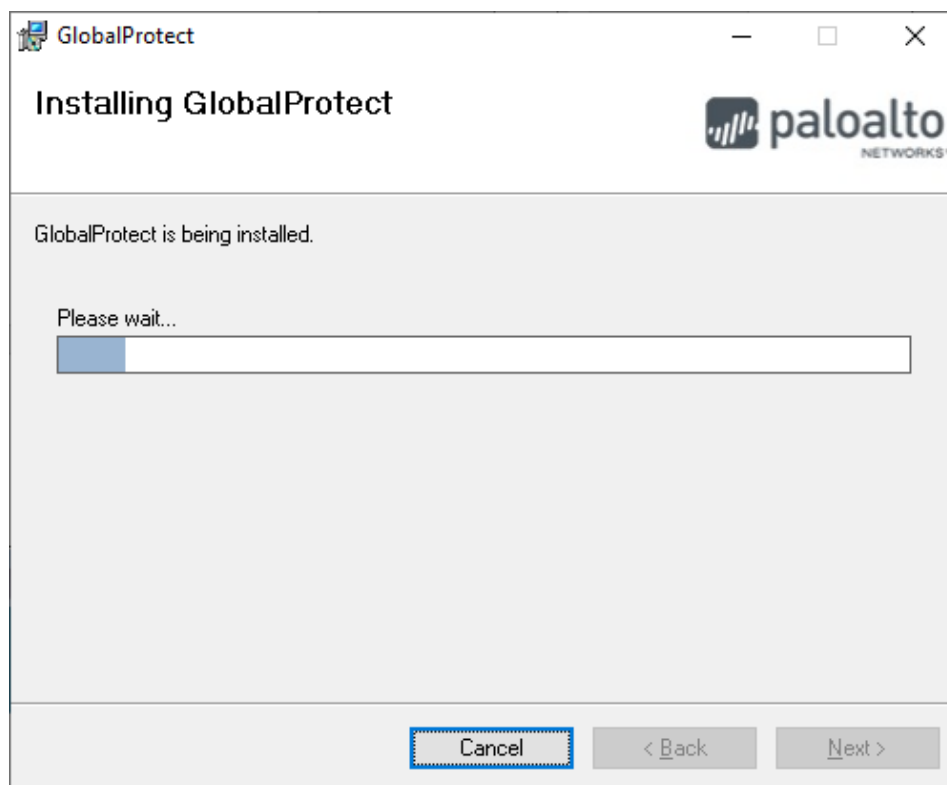 GlobalProtect
Installing GlobalProtect
paloalto
NETWORKS
GlobalProtect is being installed.
Please wait...
Cancel
< Back
Next >